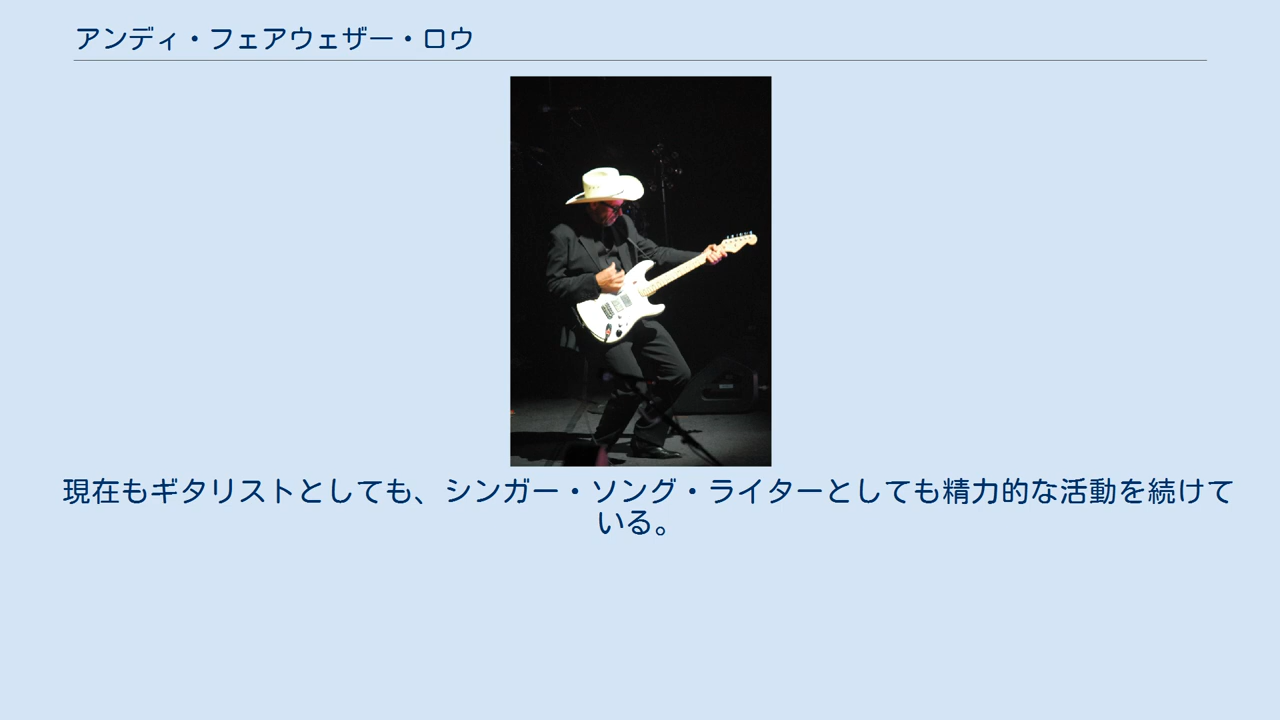 アンディ・フェアウェザー・ロウ
現在もギタリストとしても、シンガー・ソング・ライターとしても精力的な活動を続けて
いる。